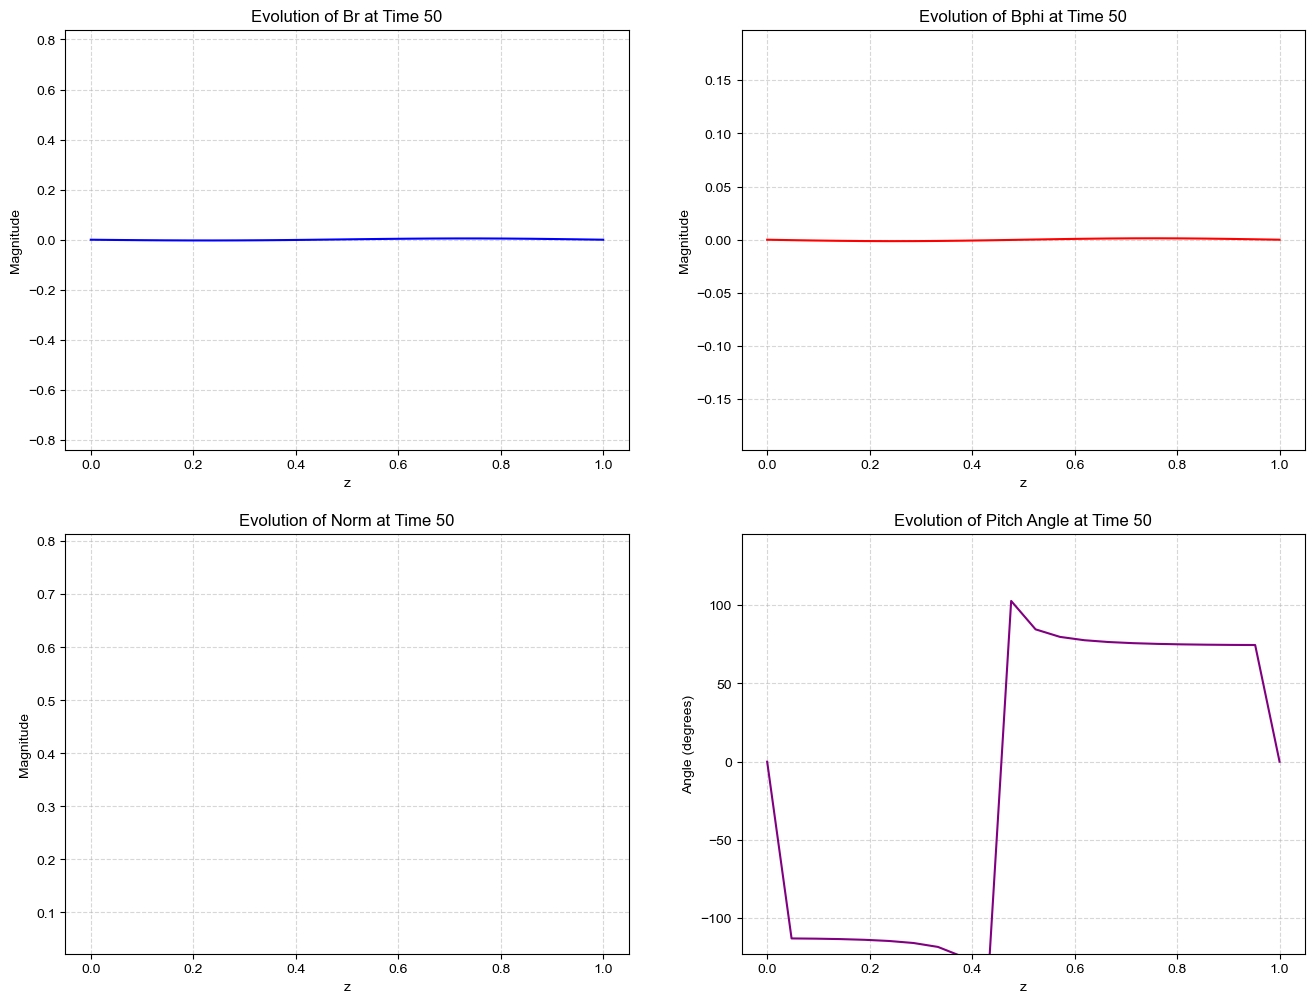 Evolution of Br at Time 50
Magnitude
0.8
0.6
0.4
0.2
0.0
−0.2
−0.4
−0.6
−0.8
0.0 0.2 0.4 0.6 0.8 1.0
z
Evolution of Bphi at Time 50
Magnitude
0.15
0.10
0.05
0.00
−0.05
−0.10
−0.15
0.0 0.2 0.4 0.6 0.8 1.0
z
Evolution of Norm at Time 50
Magnitude
0.8
0.7
0.6
0.5
0.4
0.3
0.2
0.1
0.0 0.2 0.4 0.6 0.8 1.0
z
Evolution of Pitch Angle at Time 50
Angle (degrees)
100
50
0
−50
−100
0.0 0.2 0.4 0.6 0.8 1.0
z